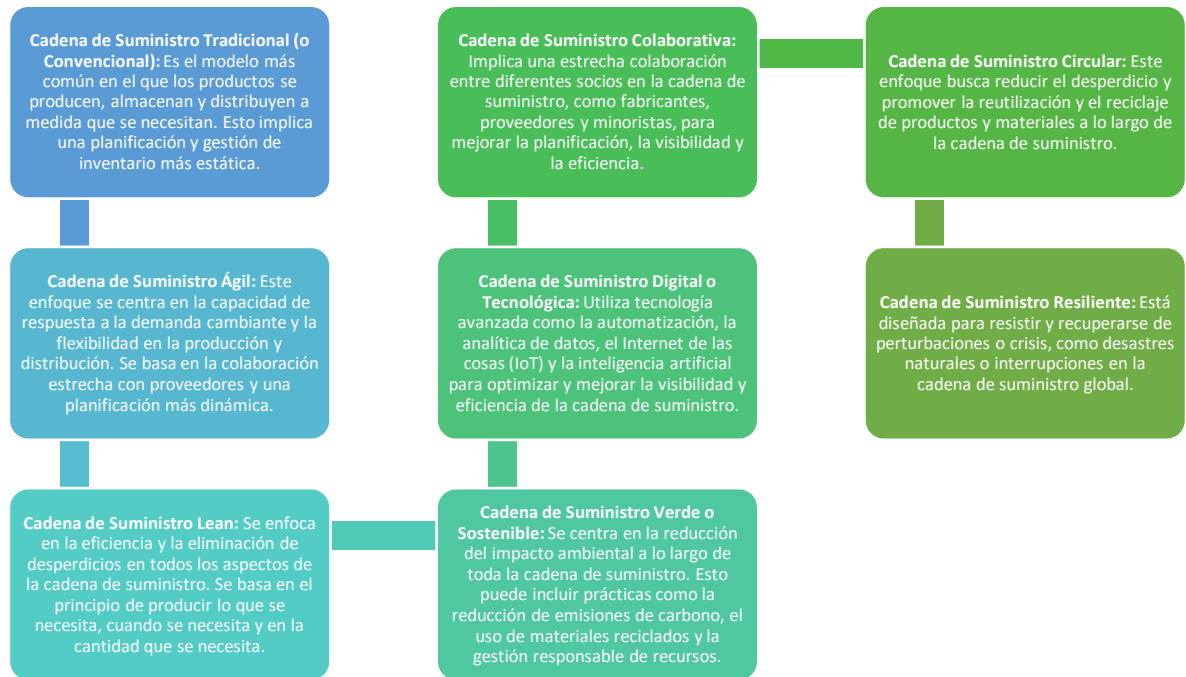 Cadena de Suministro Tradicional (o
Convencional): Es el modelo más
común en el que los productos se
producen, almacenan y distribuyen a
medida que se necesitan. Esto implica
una planificación y gestión de
inventario más estática.
Cadena de Suministro Ágil: Este
enfoque se centra en la capacidad de
respuesta a la demanda cambiante y la
flexibilidad en la producción y
distribución. Se basa en la colaboración
estrecha con proveedores y una
planificación más dinámica.
Cadena de Suministro Lean: Se enfoca
en la eficiencia y la eliminación de
desperdicios en todos los aspectos de
la cadena de suministro. Se basa en el
principio de producir lo que se
necesita, cuando se necesita y en la
cantidad que se necesita.
Cadena de Suministro Verde o
Sostenible: Se centra en la reducción
del impacto ambiental a lo largo de
toda la cadena de suministro. Esto
puede incluir prácticas como la
reducción de emisiones de carbono, el
uso de materiales reciclados y la
gestión responsable de recursos.
Cadena de Suministro Digital o
Tecnológica: Utiliza tecnología
avanzada como la automatización, la
analítica de datos, el Internet de las
cosas (IoT) y la inteligencia artificial
para optimizar y mejorar la visibilidad y
eficiencia de la cadena de suministro.
Cadena de Suministro Colaborativa:
Implica una estrecha colaboración
entre diferentes socios en la cadena de
suministro, como fabricantes,
proveedores y minoristas, para
mejorar la planificación, la visibilidad y
la eficiencia.
Cadena de Suministro Circular: Este
enfoque busca reducir el desperdicio y
promover la reutilización y el reciclaje
de productos y materiales a lo largo de
la cadena de suministro.
Cadena de Suministro Resiliente: Está
diseñada para resistir y recuperarse de
perturbaciones o crisis, como desastres
naturales o interrupciones en la
cadena de suministro global.